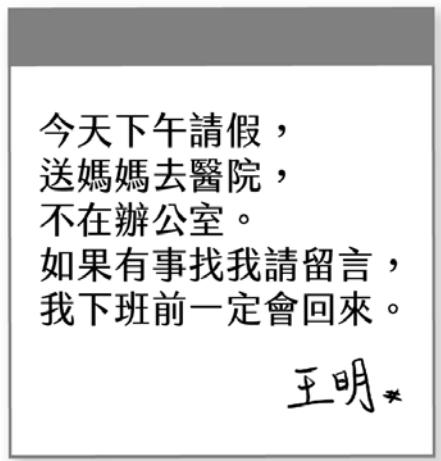 今天下午請假，
送媽媽去醫院，
不在辦公室。
如果有事找我請留言，
我下班前一定會回來。
王明